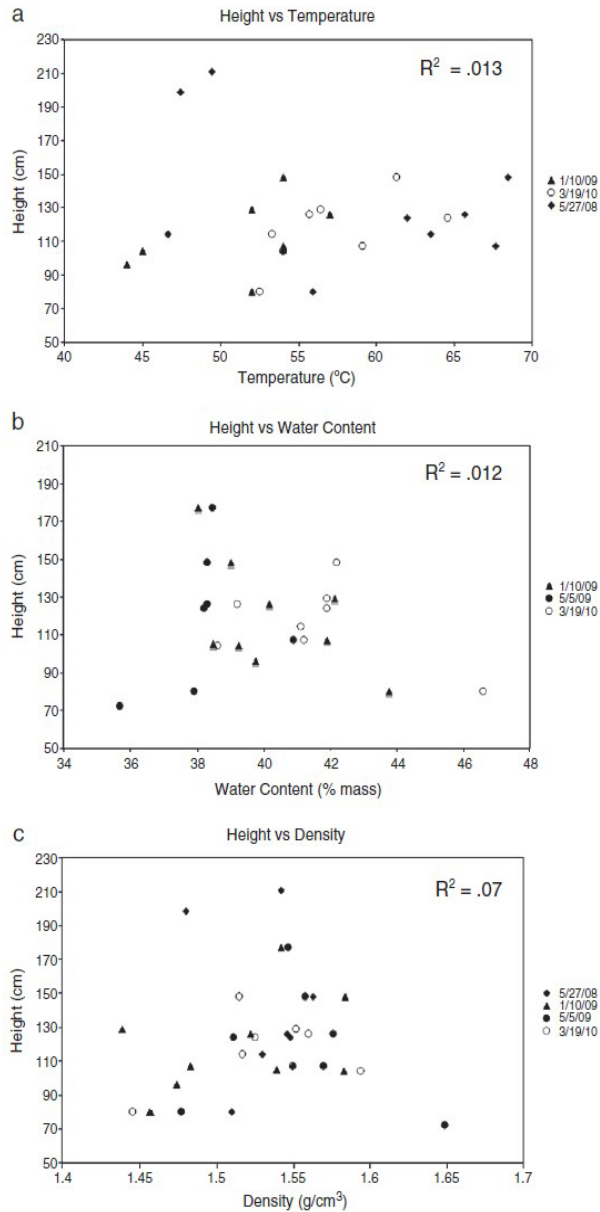 a
Height vs Temperature
R² = .013
230
210
190
170
150
130
110
90
70
50
Height (cm)
40 45 50 55 60 65 70
Temperature (°C)
1/10/09
3/19/10
5/27/08
b
Height vs Water Content
R² = .012
210
190
170
150
130
110
90
70
50
Height (cm)
34 36 38 40 42 44 46 48
Water Content (% mass)
1/10/09
5/5/09
3/19/10
c
Height vs Density
R² = .07
230
210
190
170
150
130
110
90
70
50
Height (cm)
1.4 1.45 1.5 1.55 1.6 1.65 1.7
Density (g/cm³)
5/27/08
1/10/09
5/5/09
3/19/10